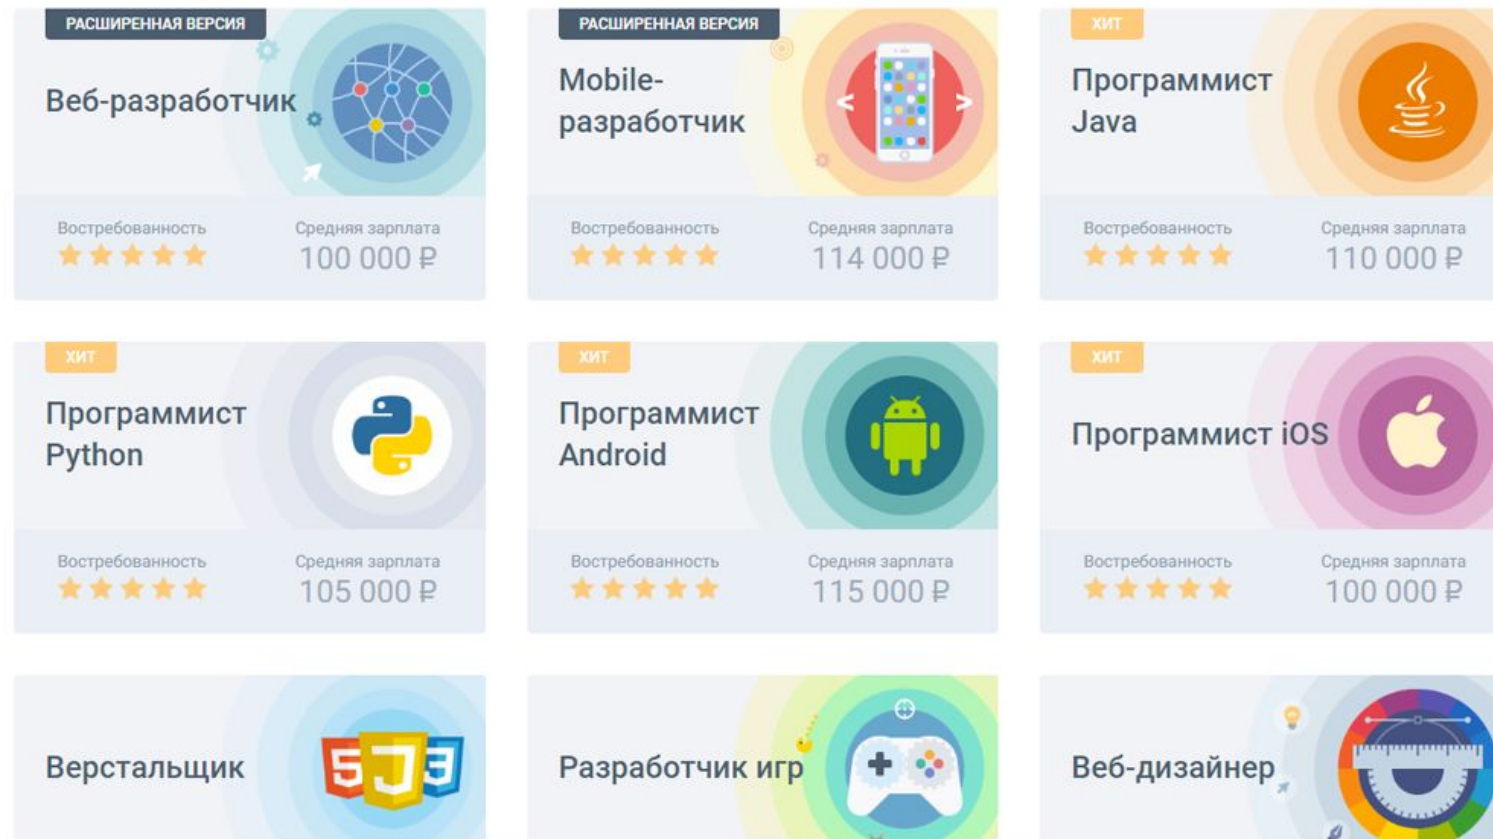 РАСШИРЕННАЯ ВЕРСИЯ
Веб-разработчик
Востребованность
Средняя зарплата
100 000 ₽
РАСШИРЕННАЯ ВЕРСИЯ
Mobile-
разработчик
< >
Востребованность
Средняя зарплата
114 000 ₽
ХИТ
Программист
Java
Востребованность
Средняя зарплата
110 000 ₽
ХИТ
Программист
Python
Востребованность
Средняя зарплата
105 000 ₽
ХИТ
Программист
Android
Востребованность
Средняя зарплата
115 000 ₽
ХИТ
Программист iOS
Востребованность
Средняя зарплата
100 000 ₽
Верстальщик
5 J 3
Разработчик игр
Веб-дизайнер